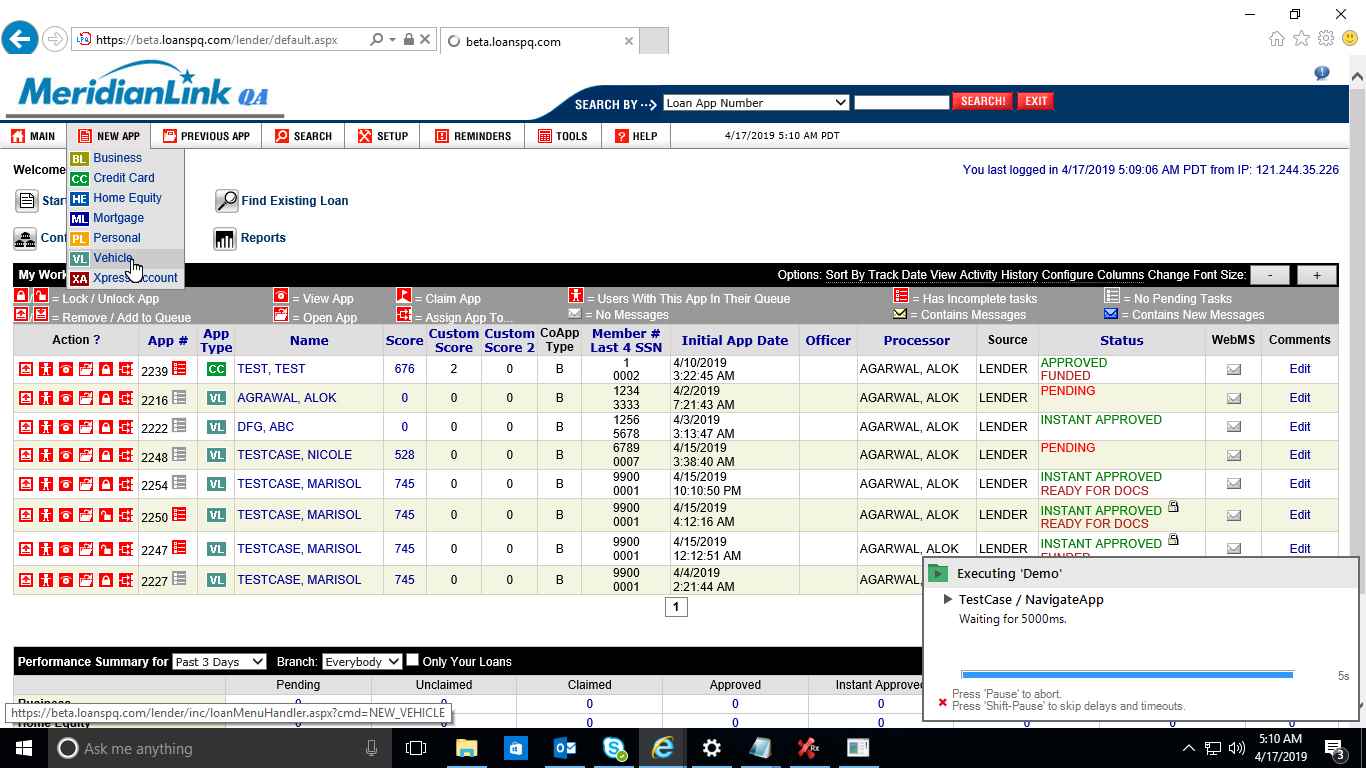 https://beta.loanspq.com/lender/default.aspx
beta.loanspq.com
MeridianLink QA
SEARCH BY Loan App Number SEARCH! EXIT
MAIN NEW APP PREVIOUS APP SEARCH SETUP REMINDERS TOOLS HELP 4/17/2019 5:10 AM PDT
BL Business
CC Credit Card
HE Home Equity
ML Mortgage
PL Personal
VL Vehicle
XA Xpress ccount
Welcome
You last logged in 4/17/2019 5:09:06 AM PDT from IP: 121.244.35.226
Star Find Existing Loan
Cont Reports
My Work Options: Sort By Track Date View Activity History Configure Columns Change Font Size: - +
= Lock / Unlock App = View App = Claim App = Users With This App In Their Queue = Has Incomplete tasks = No Pending Tasks
= Remove / Add to Queue = Open App = Assign App To... = No Messages = Contains Messages = Contains New Messages
Action ? App # App Type Name Score Custom Score Custom Score 2 CoApp Type Member # Last 4 SSN Initial App Date Officer Processor Source Status WebMS Comments
2239 CC TEST, TEST 676 2 0 B 1 0002 4/10/2019 3:22:45 AM AGARWAL, ALOK LENDER APPROVED FUNDED Edit
2216 VL AGRAWAL, ALOK 0 0 0 B 1234 3333 4/2/2019 7:21:43 AM AGARWAL, ALOK LENDER PENDING Edit
2222 VL DFG, ABC 0 0 0 B 1256 5678 4/3/2019 3:13:47 AM AGARWAL, ALOK LENDER INSTANT APPROVED Edit
2248 VL TESTCASE, NICOLE 528 0 0 B 6789 0007 4/15/2019 3:38:40 AM AGARWAL, ALOK LENDER PENDING Edit
2254 VL TESTCASE, MARISOL 745 0 0 B 9900 0001 4/15/2019 10:10:50 PM AGARWAL, ALOK LENDER INSTANT APPROVED READY FOR DOCS Edit
2250 VL TESTCASE, MARISOL 745 0 0 B 9900 0001 4/15/2019 4:12:16 AM AGARWAL, ALOK LENDER INSTANT APPROVED READY FOR DOCS Edit
2247 VL TESTCASE, MARISOL 745 0 0 B 9900 0001 4/15/2019 12:12:51 AM AGARWAL, ALOK LENDER INSTANT APPROVED FUNDED Edit
2227 VL TESTCASE, MARISOL 745 0 0 B 9900 0001 4/4/2019 2:21:44 AM AGARWAL,
1
Executing 'Demo'
TestCase / NavigateApp
Waiting for 5000ms.
5s
Press 'Pause' to abort.
Press 'Shift-Pause' to skip delays and timeouts.
Performance Summary for Past 3 Days Branch: Everybody Only Your Loans
Pending Unclaimed Claimed Approved Instant Approved
Business 0 0 0 0 0
https://beta.loanspq.com/lender/inc/loanMenuHandler.aspx?cmd=NEW_VEHICLE
Home Equity 0 0
Ask me anything
Rx
5:10 AM
4/17/2019
3